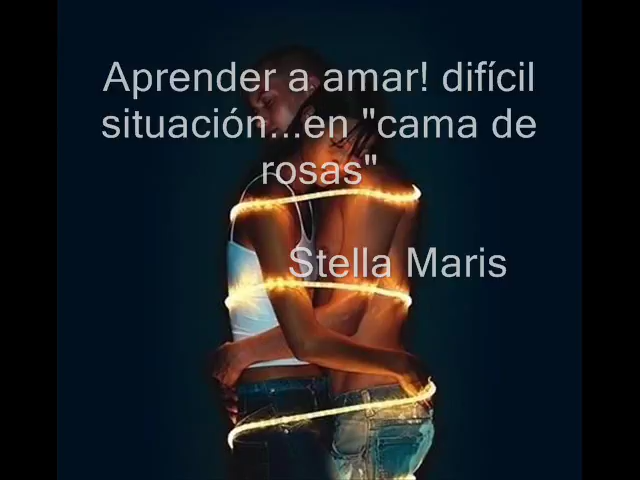 Aprender a amar! difícil
situación...en "cama de
rosas"
Stella Maris